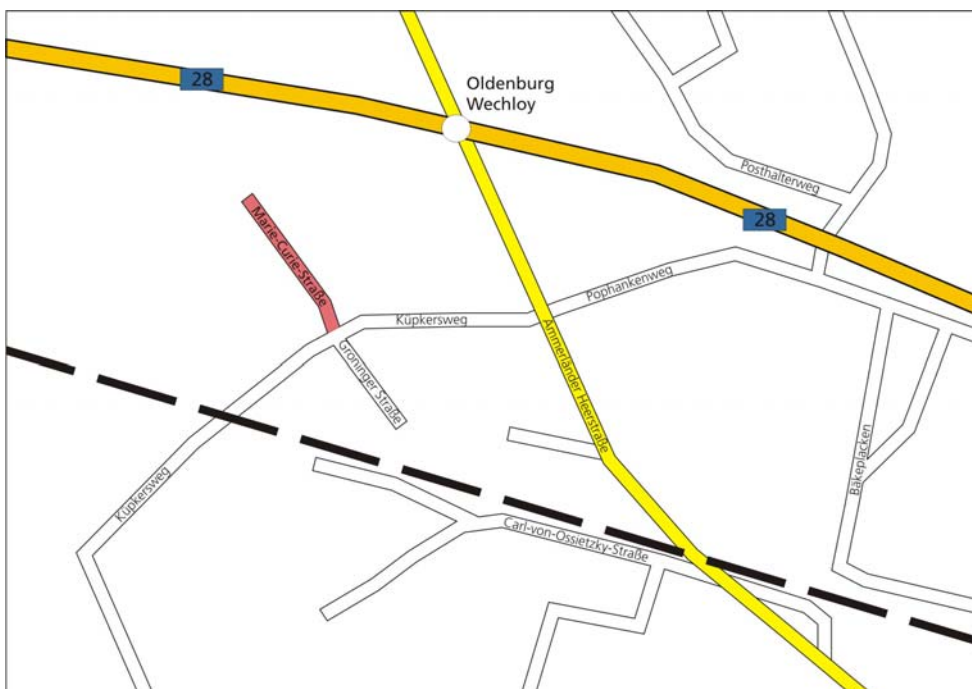 28
Oldenburg
Wechloy
Posthalterweg
28
Marie-Curie-Straße
Pophankenweg
Küpkersweg
Groninger Straße
Ammerländer Heerstraße
Bäkeplacken
Küpkersweg
Carl-von-Ossietzky-Straße